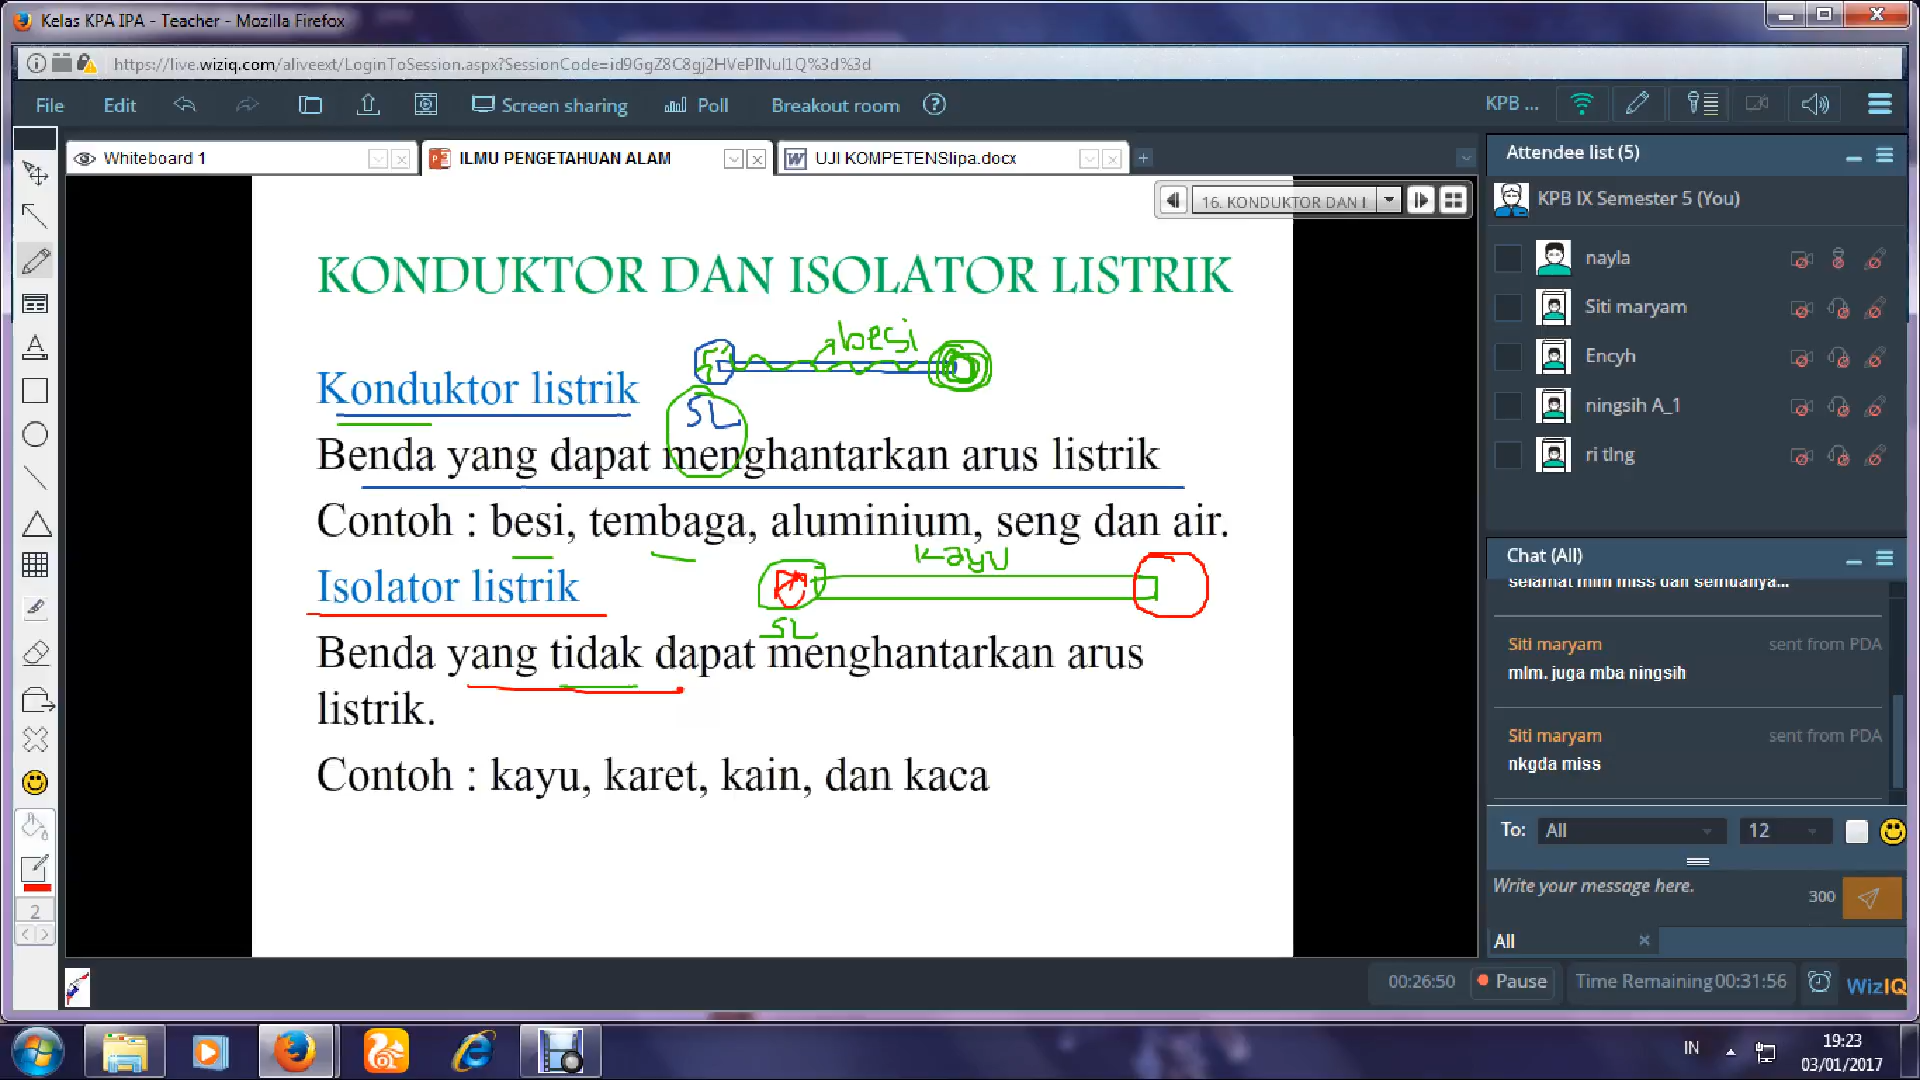 Kelas KPA IPA - Teacher - Mozilla Firefox
https://live.wiziq.com/aliveext/LoginToSession.aspx?SessionCode=id9GgZ8C8gj2HVePINul1Q%3d%3d
File Edit Screen sharing Poll Breakout room ? KPB ...
Whiteboard 1 ILMU PENGETAHUAN ALAM UJI KOMPETENSIipa.docx +
16. KONDUKTOR DAN I
KONDUKTOR DAN ISOLATOR LISTRIK
besi
Konduktor listrik
SL
Benda yang dapat menghantarkan arus listrik
Contoh : besi, tembaga, aluminium, seng dan air.
kayu
Isolator listrik
SL
Benda yang tidak dapat menghantarkan arus
listrik.
Contoh : kayu, karet, kain, dan kaca
2
Attendee list (5)
KPB IX Semester 5 (You)
nayla
Siti maryam
Encyh
ningsih A_1
ri tlng
Chat (All)
selamat mlm miss dan semuanya...
Siti maryam sent from PDA
mlm. juga mba ningsih
Siti maryam sent from PDA
nkgda miss
To: All 12
Write your message here. 300
All
00:26:50 Pause Time Remaining 00:31:56 WizIQ
IN 19:23
03/01/2017